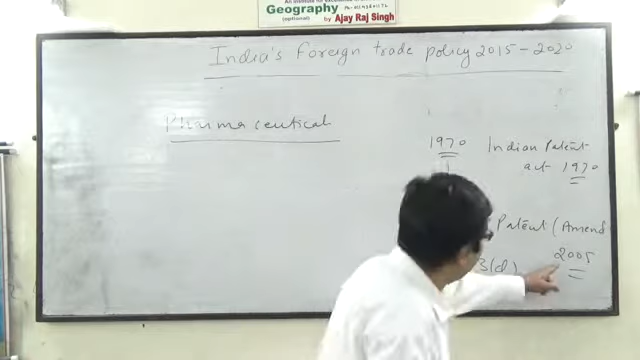 Geography
(optional) by Ajay Raj Singh
India's Foreign trade policy 2015-2020
Pharmaceutical
1970 Indian Patent
act 1970
Patent (Amend
3(d) 2005